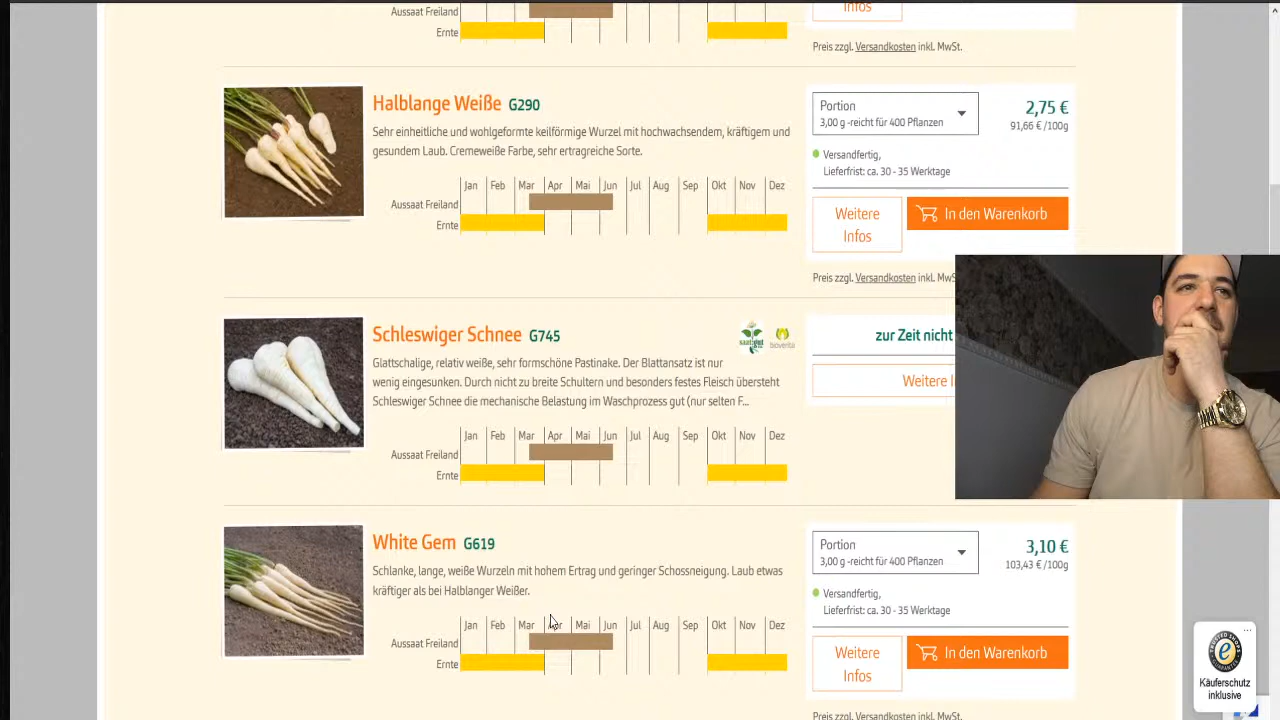 Aussaat Freiland
Ernte
Infos
Preis zzgl. Versandkosten inkl. MwSt.
Halblange Weiße G290
Sehr einheitliche und wohlgeformte keilförmige Wurzel mit hochwachsendem, kräftigem und
gesundem Laub. Cremeweiße Farbe, sehr ertragreiche Sorte.
Jan Feb Mar Apr Mai Jun Jul Aug Sep Okt Nov Dez
Aussaat Freiland
Ernte
Portion
3,00 g -reicht für 400 Pflanzen
2,75 €
91,66 € /100g
Versandfertig,
Lieferfrist: ca. 30 - 35 Werktage
Weitere
Infos
In den Warenkorb
Preis zzgl. Versandkosten inkl. MwSt.
Schleswiger Schnee G745
saat:gut
bioverita
Glattschalige, relativ weiße, sehr formschöne Pastinake. Der Blattansatz ist nur
wenig eingesunken. Durch nicht zu breite Schultern und besonders festes Fleisch übersteht
Schleswiger Schnee die mechanische Belastung im Waschprozess gut (nur selten F...
Jan Feb Mar Apr Mai Jun Jul Aug Sep Okt Nov Dez
Aussaat Freiland
Ernte
zur Zeit nicht
Weitere I
White Gem G619
Schlanke, lange, weiße Wurzeln mit hohem Ertrag und geringer Schossneigung. Laub etwas
kräftiger als bei Halblanger Weißer.
Jan Feb Mar Apr Mai Jun Jul Aug Sep Okt Nov Dez
Aussaat Freiland
Ernte
Portion
3,00 g -reicht für 400 Pflanzen
3,10 €
103,43 € /100g
Versandfertig,
Lieferfrist: ca. 30 - 35 Werktage
Weitere
Infos
In den Warenkorb
Preis zzgl. Versandkosten inkl. MwSt.
Käuferschutz
inklusive